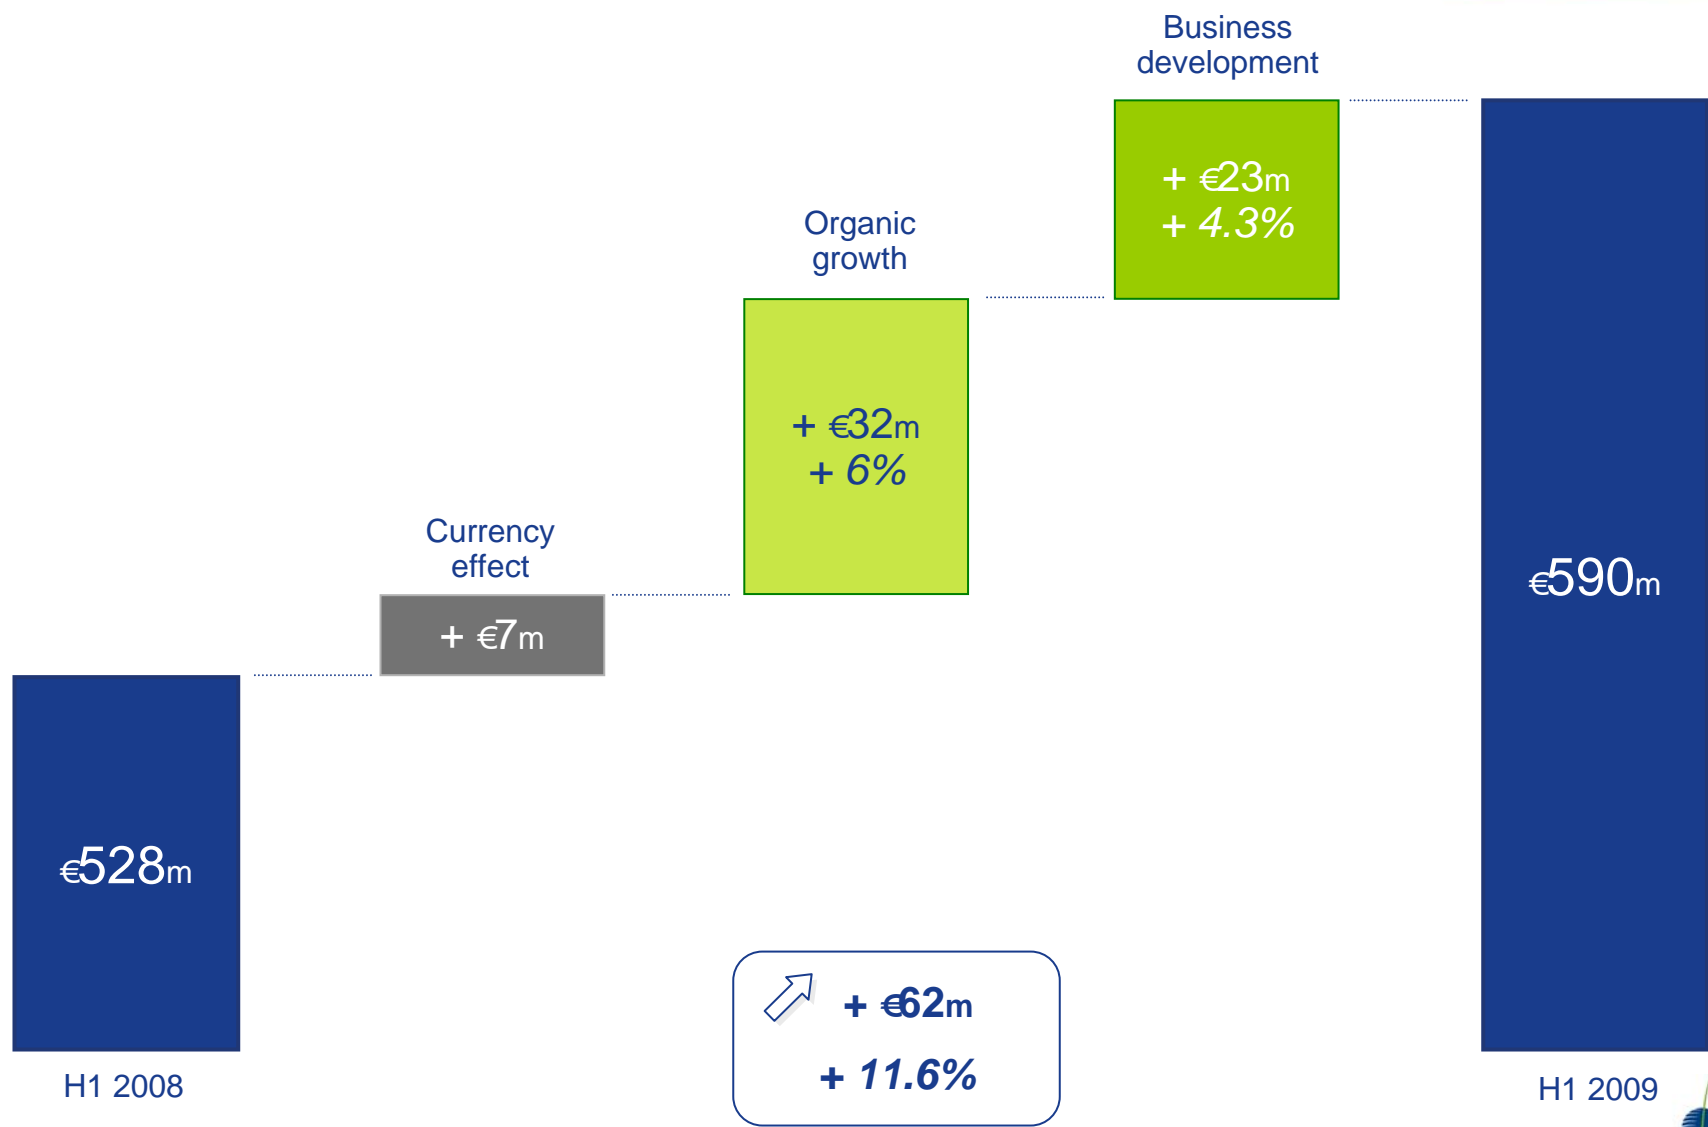 Business
development
+ €23m
+ 4.3%
Organic
growth
+ €32m
+ 6%
Currency
effect
+ €7m
€590m
€528m
+ €62m
+ 11.6%
H1 2008
H1 2009